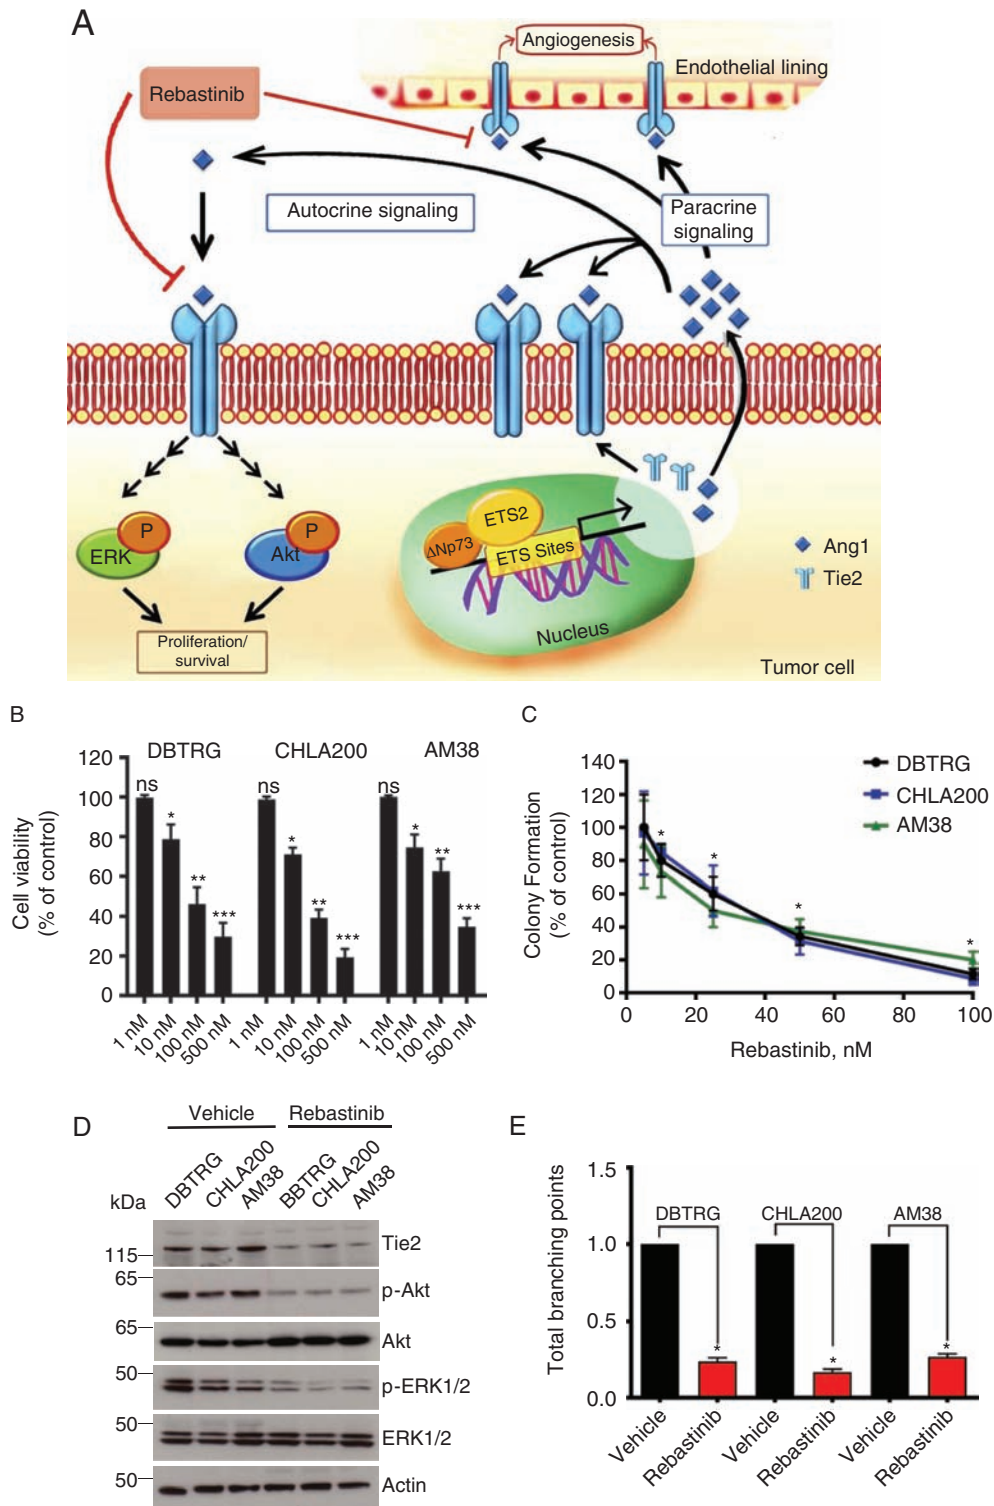 A
Angiogenesis
Endothelial lining
Rebastinib
Autocrine signaling
Paracrine
signaling
P
ERK
P
Akt
Proliferation/
survival
ΔNp73
ETS2
ETS Sites
Nucleus
Ang1
Tie2
Tumor cell
B
DBTRG
CHLA200
AM38
Cell viability
(% of control)
120
100
80
60
40
20
0
ns
*
**
***
ns
*
**
***
ns
*
**
***
1 nM
10 nM
100 nM
500 nM
1 nM
10 nM
100 nM
500 nM
1 nM
10 nM
100 nM
500 nM
C
Colony Formation
(% of control)
140
120
100
80
60
40
20
0
*
*
*
*
DBTRG
CHLA200
AM38
0
20
40
60
80
100
Rebastinib, nM
D
Vehicle
Rebastinib
kDa
DBTRG
CHLA200
AM38
BBTRG
CHLA200
AM38
115
Tie2
65
p-Akt
65
Akt
50
p-ERK1/2
50
ERK1/2
50
Actin
E
Total branching points
1.5
1.0
0.5
0.0
DBTRG
CHLA200
AM38
*
*
*
Vehicle
Rebastinib
Vehicle
Rebastinib
Vehicle
Rebastinib